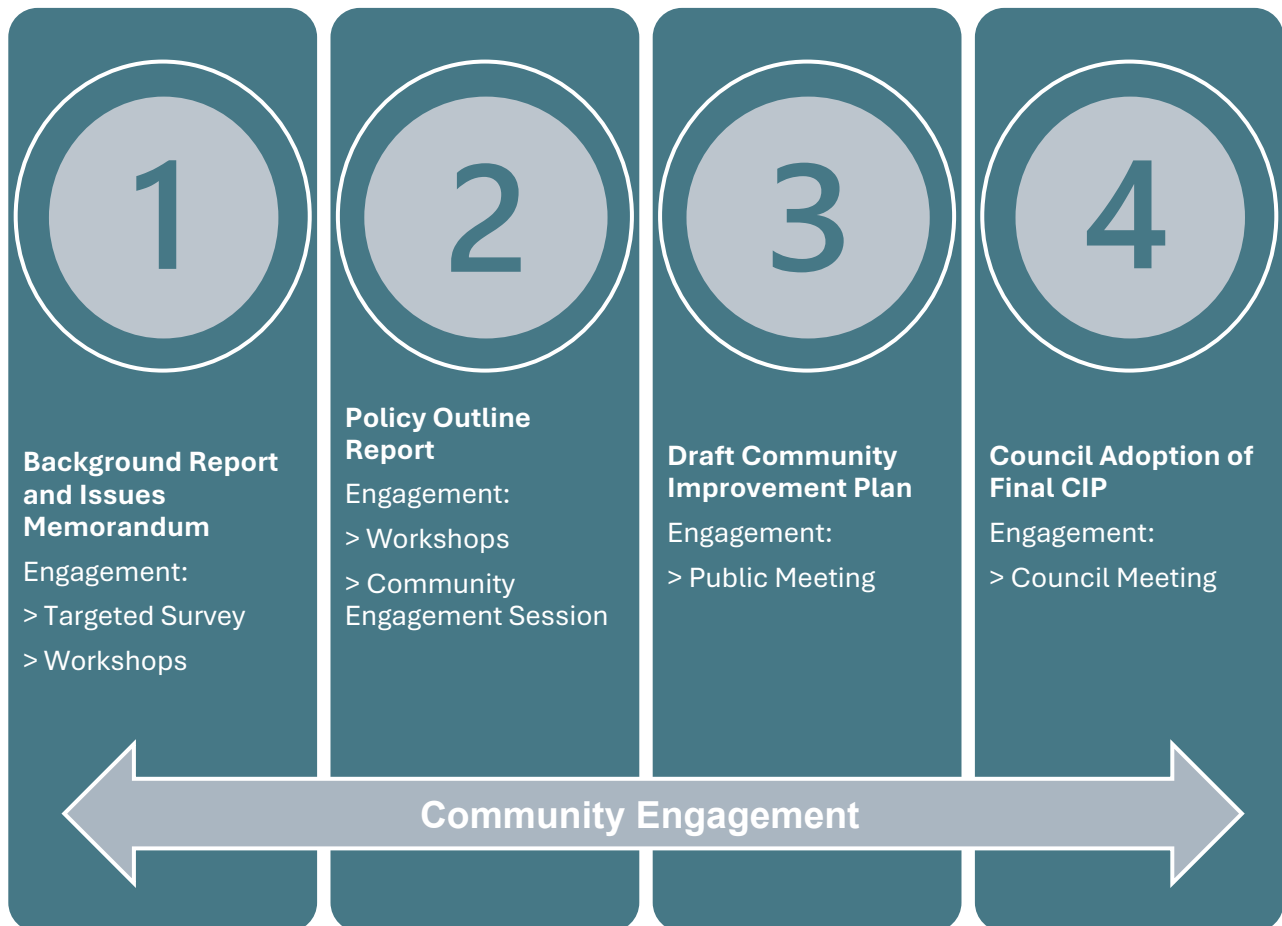 1
Background Report
and Issues
Memorandum
Engagement:
> Targeted Survey
> Workshops
2
Policy Outline
Report
Engagement:
> Workshops
> Community
Engagement Session
3
Draft Community
Improvement Plan
Engagement:
> Public Meeting
4
Council Adoption of
Final CIP
Engagement:
> Council Meeting
Community Engagement